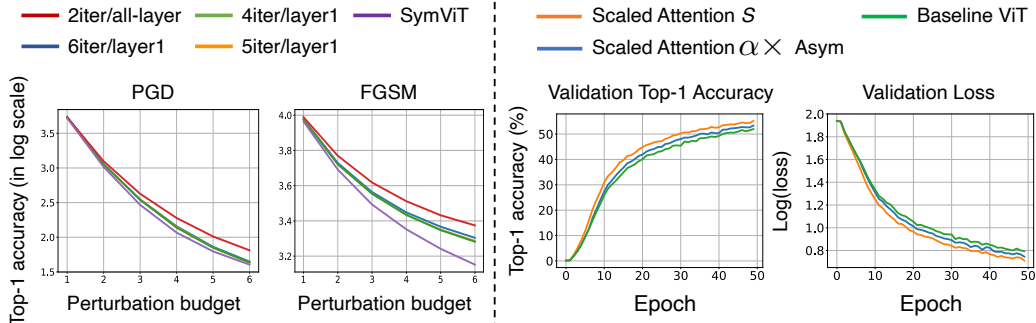 2iter/all-layer
4iter/layer1
SymViT
6iter/layer1
5iter/layer1
Scaled Attention S
Baseline ViT
Scaled Attention α× Asym
Top-1 accuracy (in log scale)
PGD
3.5
3.0
2.5
2.0
1.5
1 2 3 4 5 6
Perturbation budget
FGSM
4.0
3.8
3.6
3.4
3.2
1 2 3 4 5 6
Perturbation budget
Validation Top-1 Accuracy
Top-1 accuracy (%)
50
40
30
20
10
0
0 10 20 30 40 50
Epoch
Validation Loss
Log(loss)
2.0
1.8
1.6
1.4
1.2
1.0
0.8
0 10 20 30 40 50
Epoch